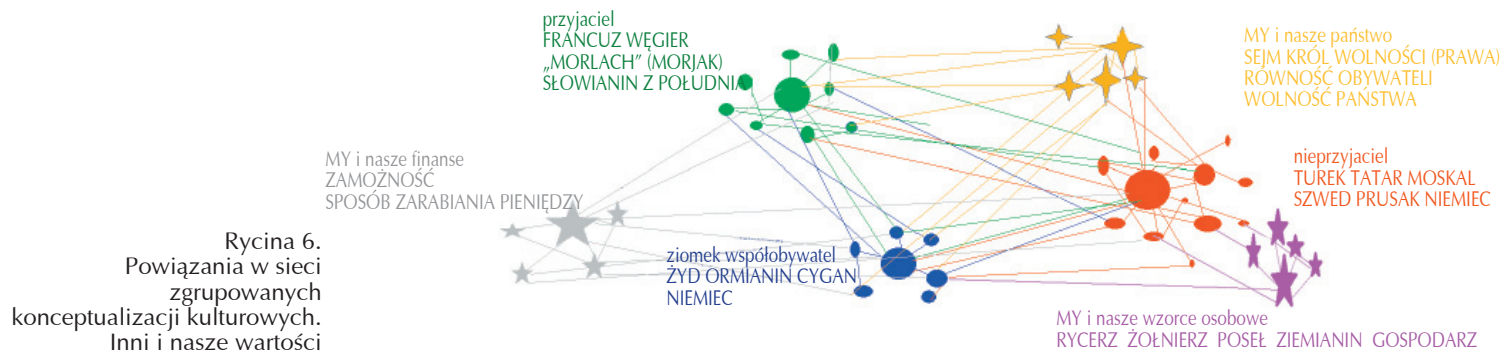 przyjaciel
FRANCUZ WĘGIER
„MORLACH” (MORJAK)
SŁOWIANIN Z POŁUDNIA
MY i nasze państwo
SEJM KRÓL WOLNOŚCI (PRAWA)
RÓWNOŚĆ OBYWATELI
WOLNOŚĆ PAŃSTWA
MY i nasze finanse
ZAMOŻNOŚĆ
SPOSÓB ZARABIANIA PIENIĘDZY
nieprzyjaciel
TUREK TATAR MOSKAL
SZWED PRUSAK NIEMIEC
Rycina 6.
Powiązania w sieci
zgrupowanych
konceptualizacji kulturowych.
Inni i nasze wartości
ziomek współobywatel
ŻYD ORMIANIN CYGAN
NIEMIEC
MY i nasze wzorce osobowe
RYCERZ ŻOŁNIERZ POSEŁ ZIEMIANIN GOSPODARZ